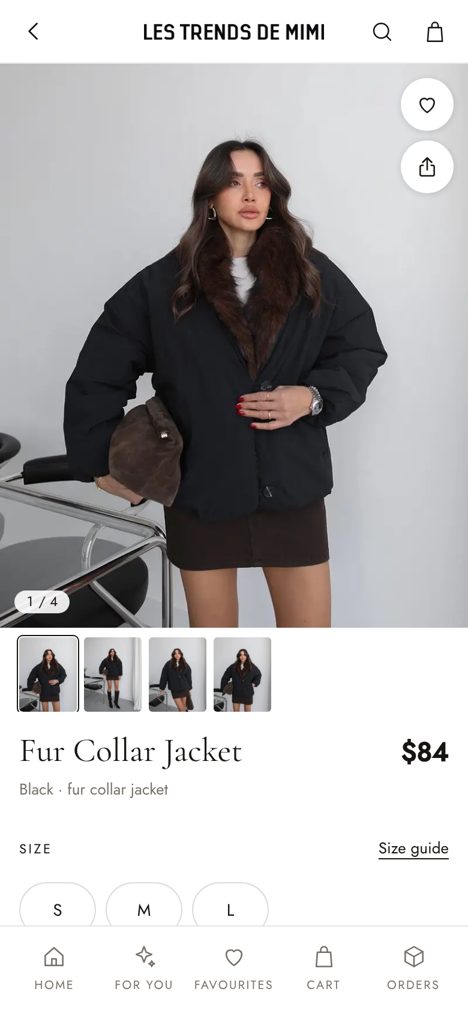 LES TRENDS DE MIMI
1 / 4
Fur Collar Jacket
$84
Black · fur collar jacket
SIZE
Size guide
S
M
L
HOME
FOR YOU
FAVOURITES
CART
ORDERS